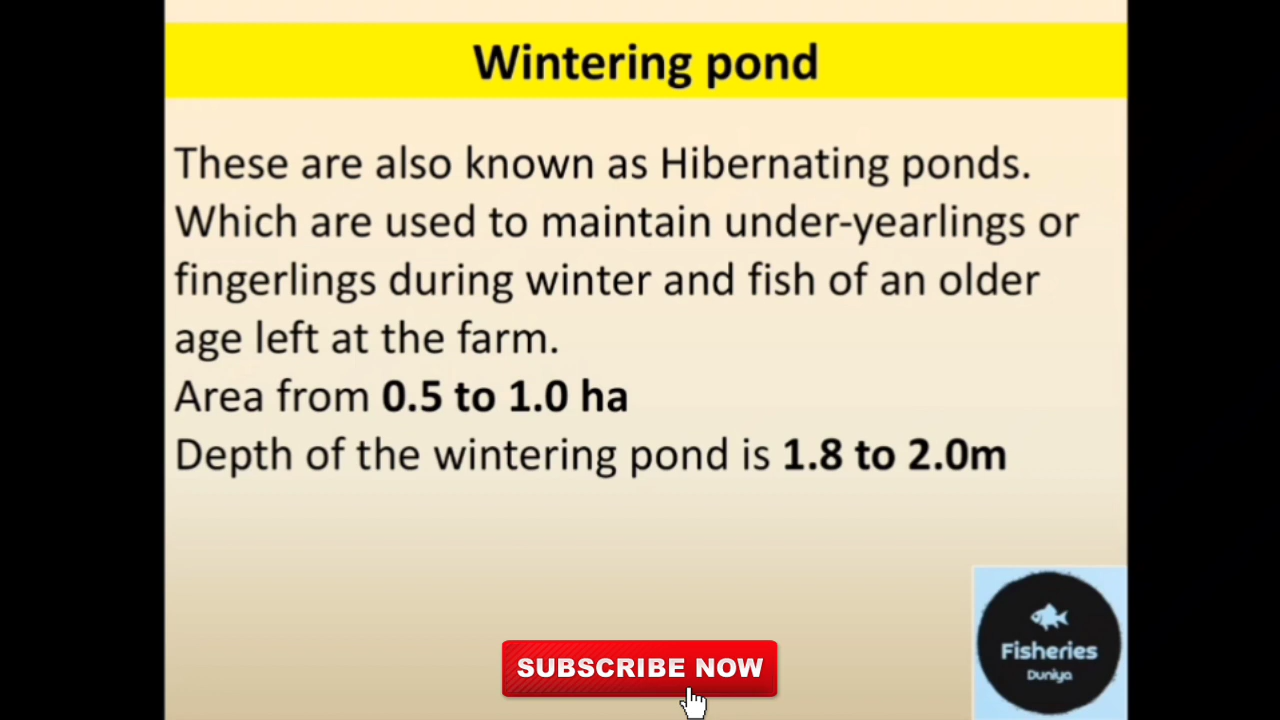 Wintering pond
These are also known as Hibernating ponds.
Which are used to maintain under-yearlings or
fingerlings during winter and fish of an older
age left at the farm.
Area from 0.5 to 1.0 ha
Depth of the wintering pond is 1.8 to 2.0m
Fisheries
Duniya
SUBSCRIBE NOW